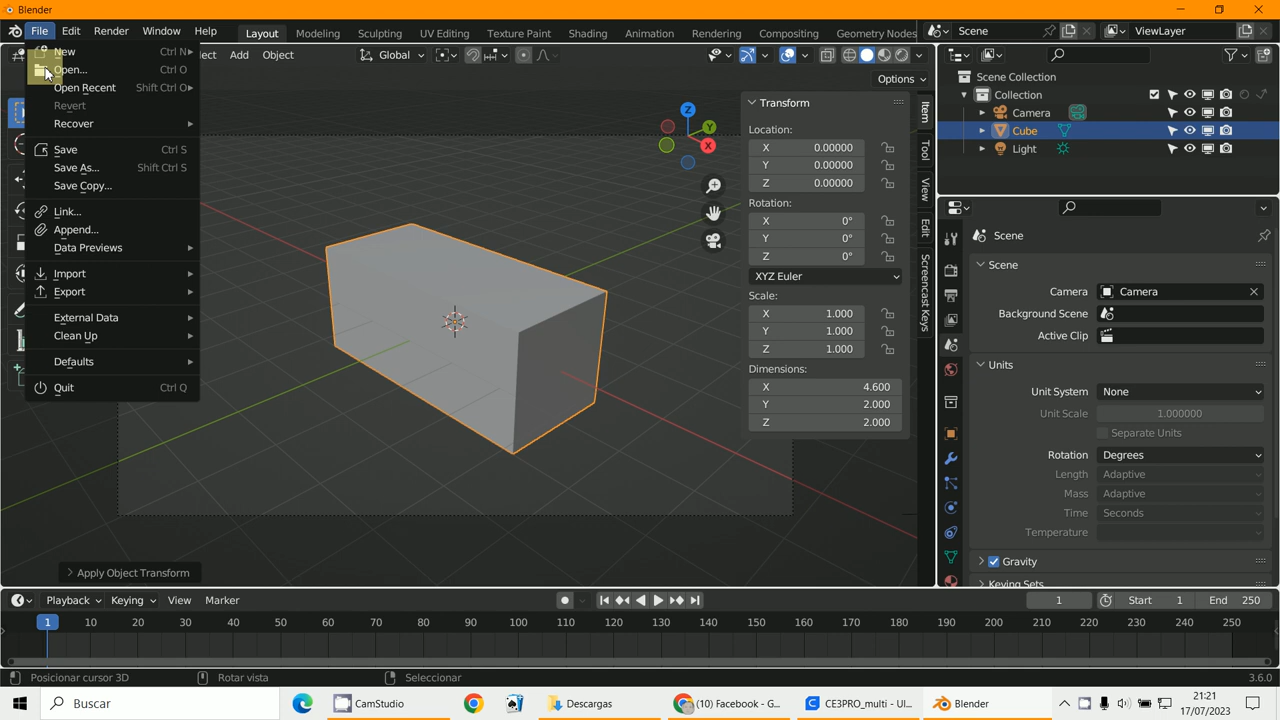 Blender
File Edit Render Window Help Layout Modeling Sculpting UV Editing Texture Paint Shading Animation Rendering Compositing Geometry Nodes Scene ViewLayer
New Ctrl N
Open... Ctrl O
Open Recent Shift Ctrl O
Revert
Recover
Save Ctrl S
Save As... Shift Ctrl S
Save Copy...
Link...
Append...
Data Previews
Import
Export
External Data
Clean Up
Defaults
Quit Ctrl Q
Add Object Global
Options
Z
Y
X
Transform
Location:
X 0.00000
Y 0.00000
Z 0.00000
Rotation:
X 0°
Y 0°
Z 0°
XYZ Euler
Scale:
X 1.000
Y 1.000
Z 1.000
Dimensions:
X 4.600
Y 2.000
Z 2.000
Item
Tool
View
Edit
Screencast Keys
Apply Object Transform
Scene Collection
Collection
Camera
Cube
Light
Scene
Scene
Camera Camera
Background Scene
Active Clip
Units
Unit System None
Unit Scale 1.000000
Separate Units
Rotation Degrees
Length Adaptive
Mass Adaptive
Time Seconds
Temperature
Gravity
Keying Sets
Playback Keying View Marker 1 Start 1 End 250
1 10 20 30 40 50 60 70 80 90 100 110 120 130 140 150 160 170 180 190 200 210 220 230 240 250
Posicionar cursor 3D Rotar vista Seleccionar 3.6.0
Buscar CamStudio Descargas (10) Facebook - G... CE3PRO_multi - Ul... Blender
21:21
17/07/2023